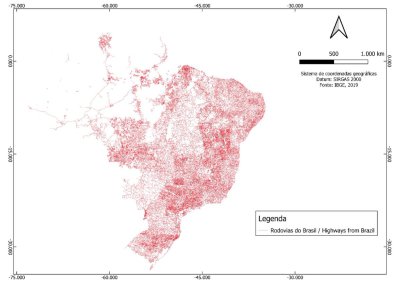 -75.000
-60.000
-45.000
-30.000
0
500
1.000 km
Sistema de coordenadas geográficas
Datum: SIRGAS 2000
Fonte: IBGE, 2019
0.000
0.000
-15.000
-15.000
-30.000
-30.000
Legenda
Rodovias do Brasil / Highways from Brazil
-75.000
-60.000
-45.000
-30.000